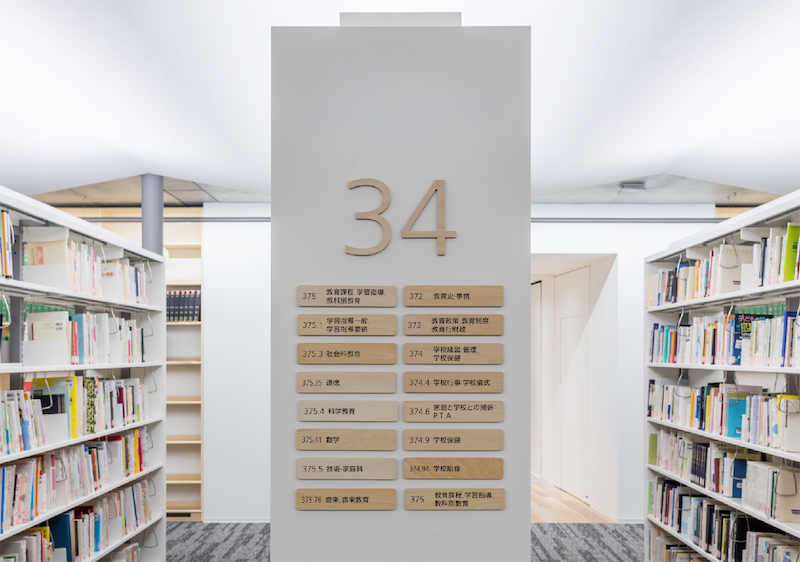 34
375 教育課程.学習指導.
教科別教育
375.1 学習指導一般.
学習指導要領
375.3 社会科教育
375.35 道徳
375.4 科学教育
375.41 数学
375.5 技術・家庭科
375.76 音楽.音楽教育
372 教育史・事情
373 教育政策.教育制度.
教育行財政
374 学校経営・管理.
学校保健
374.4 学校行事.学校儀式
374.6 家庭と学校との関係.
P.T.A
374.9 学校保健
374.94 学校給食
375 教育課程.学習指導.
教科別教育